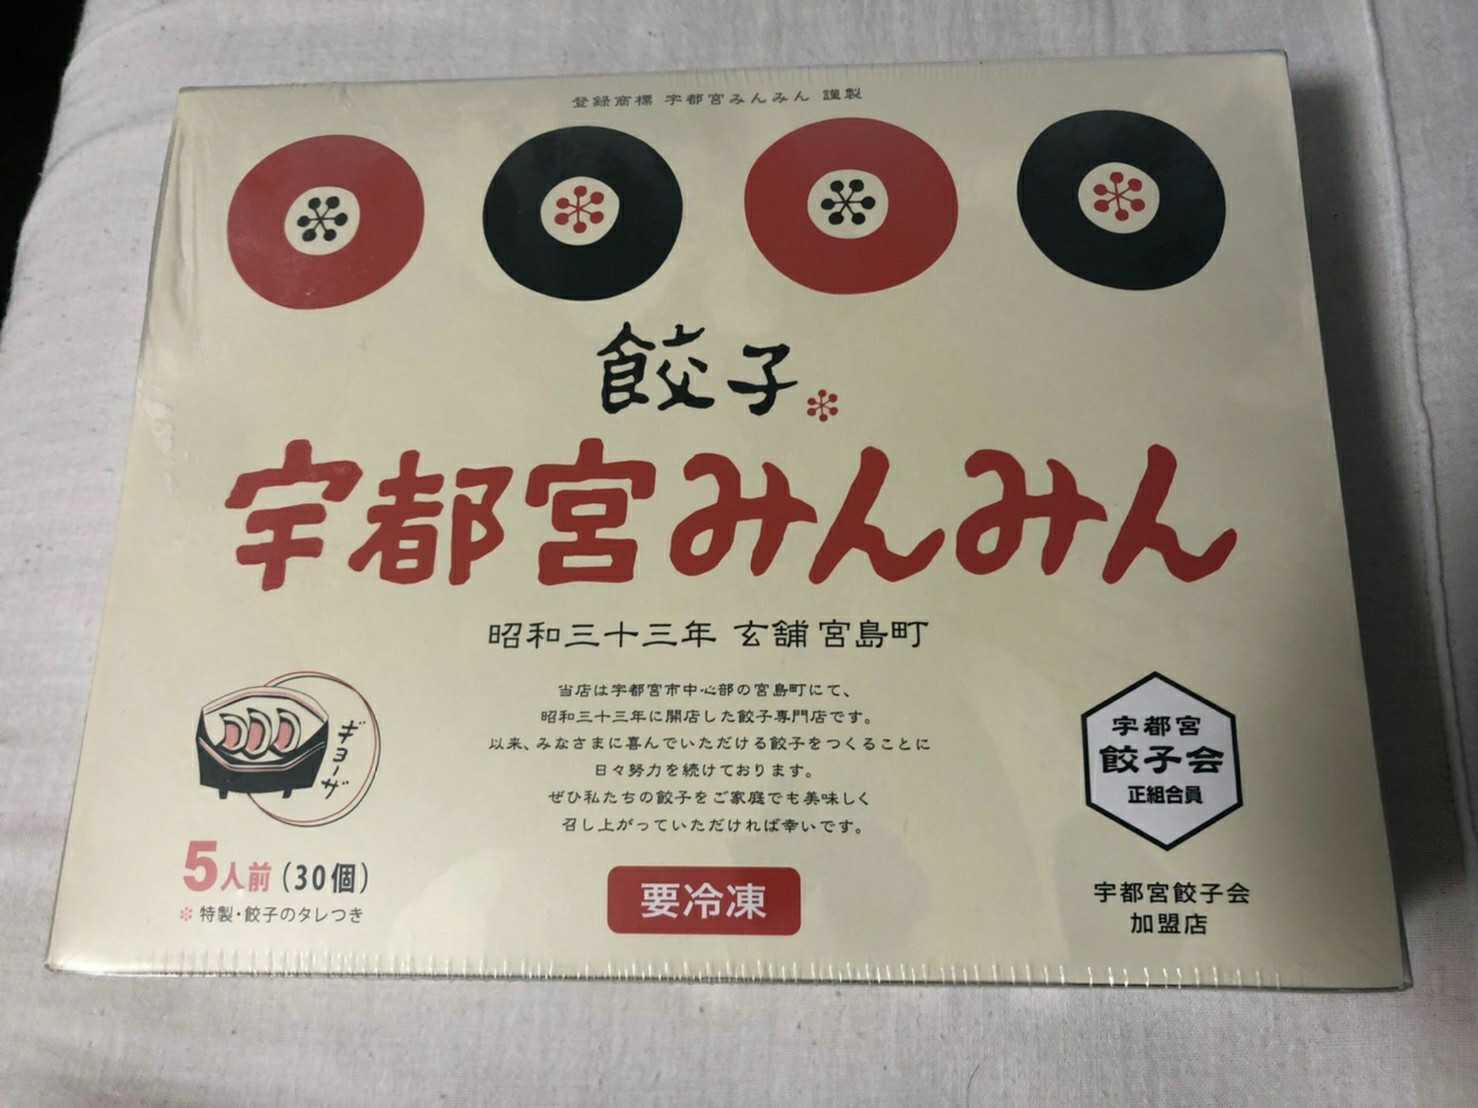 登録商標 宇都宮みんみん 謹製
餃子
宇都宮みんみん
昭和三十三年 玄舗 宮島町
当店は宇都宮市中心部の宮島町にて、
昭和三十三年に開店した餃子専門店です。
以来、みなさまに喜んでいただける餃子をつくることに
日々努力を続けております。
ぜひ私たちの餃子をご家庭でも美味しく
召し上がっていただければ幸いです。
ギョーザ
5人前(30個)
特製・餃子のタレつき
要冷凍
宇都宮
餃子会
正組合員
宇都宮餃子会
加盟店